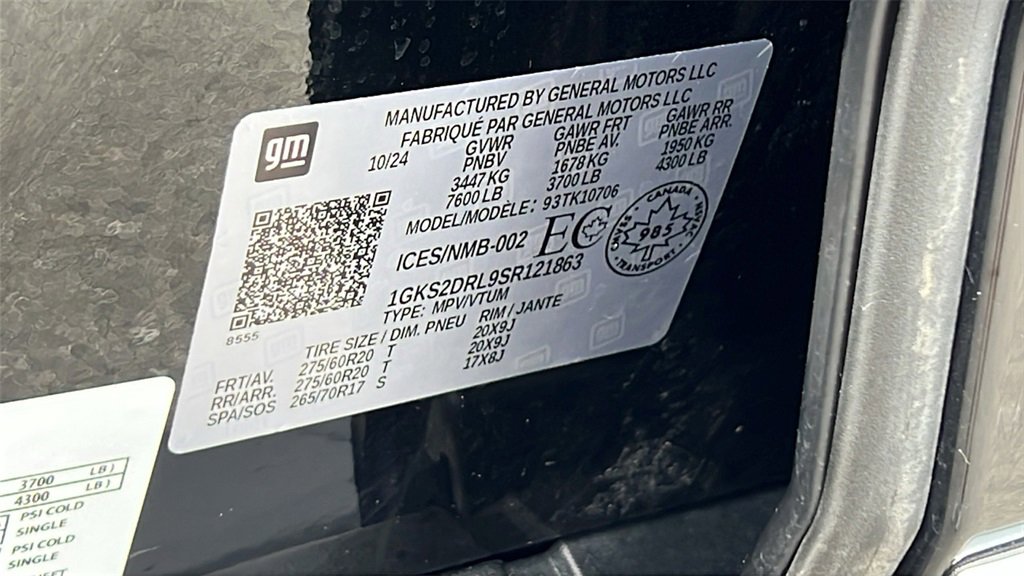 MANUFACTURED BY GENERAL MOTORS LLC
FABRIQUÉ PAR GENERAL MOTORS LLC
gm
10/24
GVWR GAWR FRT GAWR RR
PNBV PNBE AV. PNBE ARR.
3447 KG 1678 KG 1950 KG
7600 LB 3700 LB 4300 LB
MODEL/MODÈLE: 93TK10706
ICES/NMB-002 EC
CANADA
985
TRANSPORT
1GKS2DRL9SR121863
TYPE: MPV/VTUM
8555
TIRE SIZE / DIM. PNEU RIM / JANTE
FRT/AV. 275/60R20 T 20X9J
RR/ARR. 275/60R20 T 20X9J
SPA/SOS 265/70R17 S 17X8J
3700 LB )
4300 LB )
PSI COLD
SINGLE
PSI COLD
SINGLE